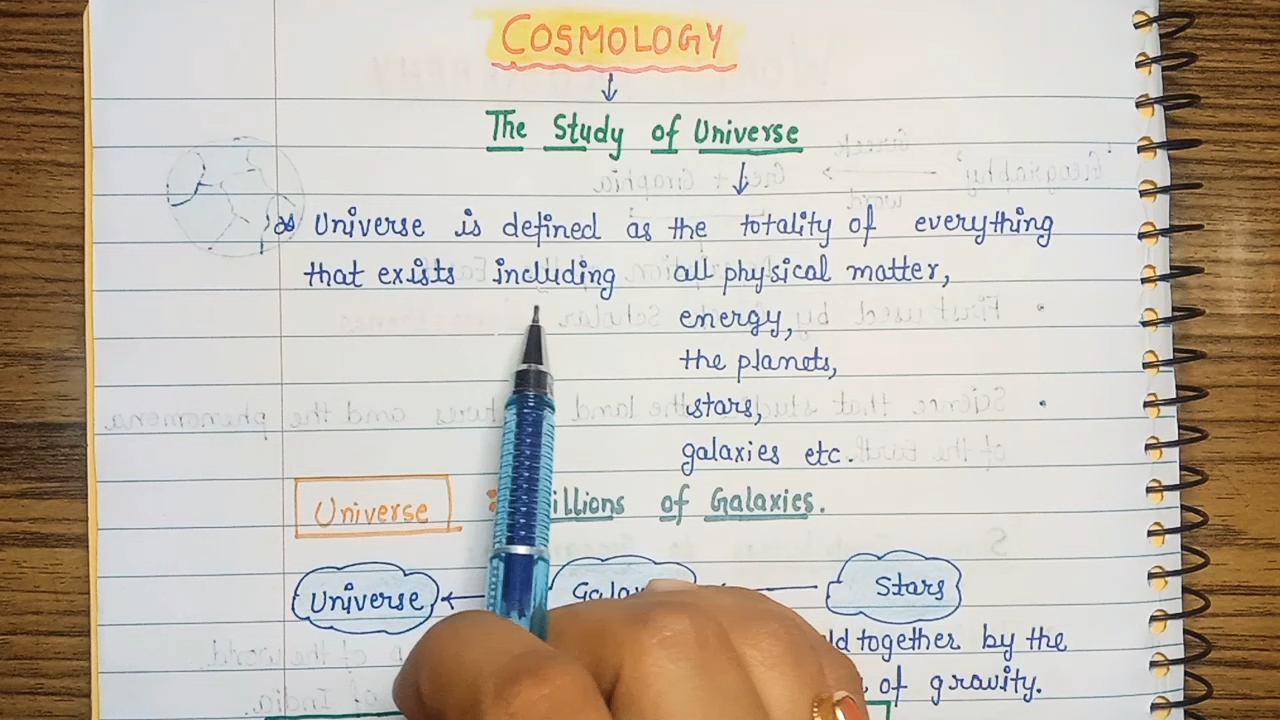 COSMOLOGY
The Study of Universe
Universe is defined as the totality of everything
that exists including all physical matter,
energy,
the planets,
stars,
galaxies etc.
Universe of Galaxies.
Universe Stars
together by the
of gravity.